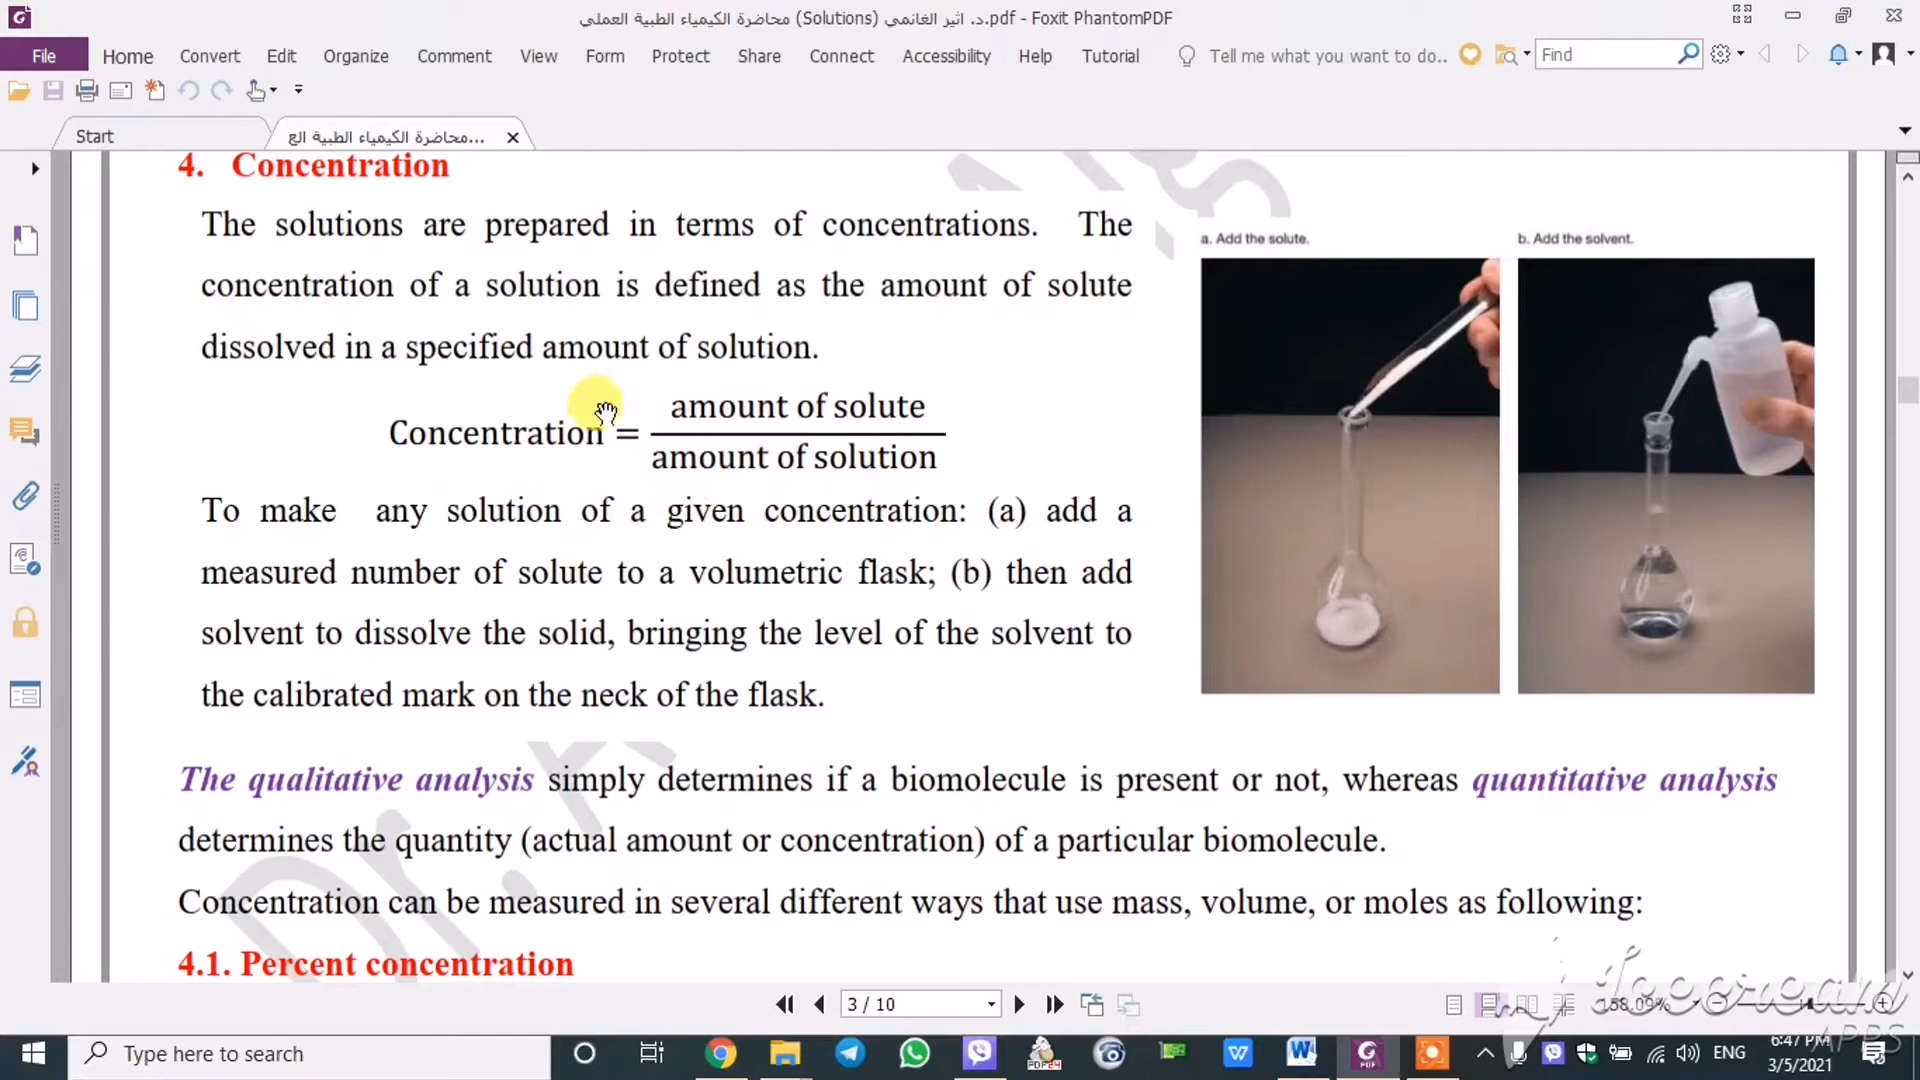 محاضرة الكيمياء الطبية العملي (Solutions) د. اثير الغانمي.pdf - Foxit PhantomPDF
File Home Convert Edit Organize Comment View Form Protect Share Connect Accessibility Help Tutorial Tell me what you want to do.. Find
Start
محاضرة الكيمياء الطبية الع...
4. Concentration
The solutions are prepared in terms of concentrations. The
concentration of a solution is defined as the amount of solute
dissolved in a specified amount of solution.
amount of solute
Concentration =
amount of solution
To make any solution of a given concentration: (a) add a
measured number of solute to a volumetric flask; (b) then add
solvent to dissolve the solid, bringing the level of the solvent to
the calibrated mark on the neck of the flask.
a. Add the solute.
b. Add the solvent.
The qualitative analysis simply determines if a biomolecule is present or not, whereas quantitative analysis
determines the quantity (actual amount or concentration) of a particular biomolecule.
Concentration can be measured in several different ways that use mass, volume, or moles as following:
4.1. Percent concentration
Dr. A
3 / 10
158.09%
APPS
Type here to search
PDF24
ENG
6:47 PM
3/5/2021